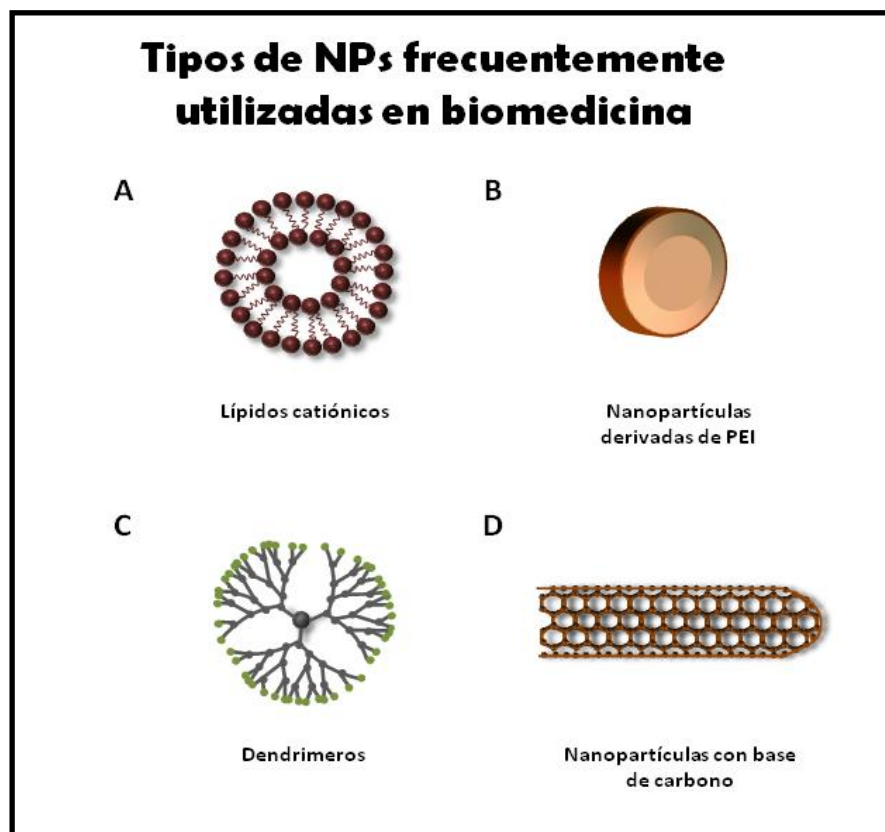 Tipos de NPs frecuentemente
utilizadas en biomedicina
A
B
Lípidos catiónicos
Nanopartículas
derivadas de PEI
C
D
Dendrimeros
Nanopartículas con base
de carbono